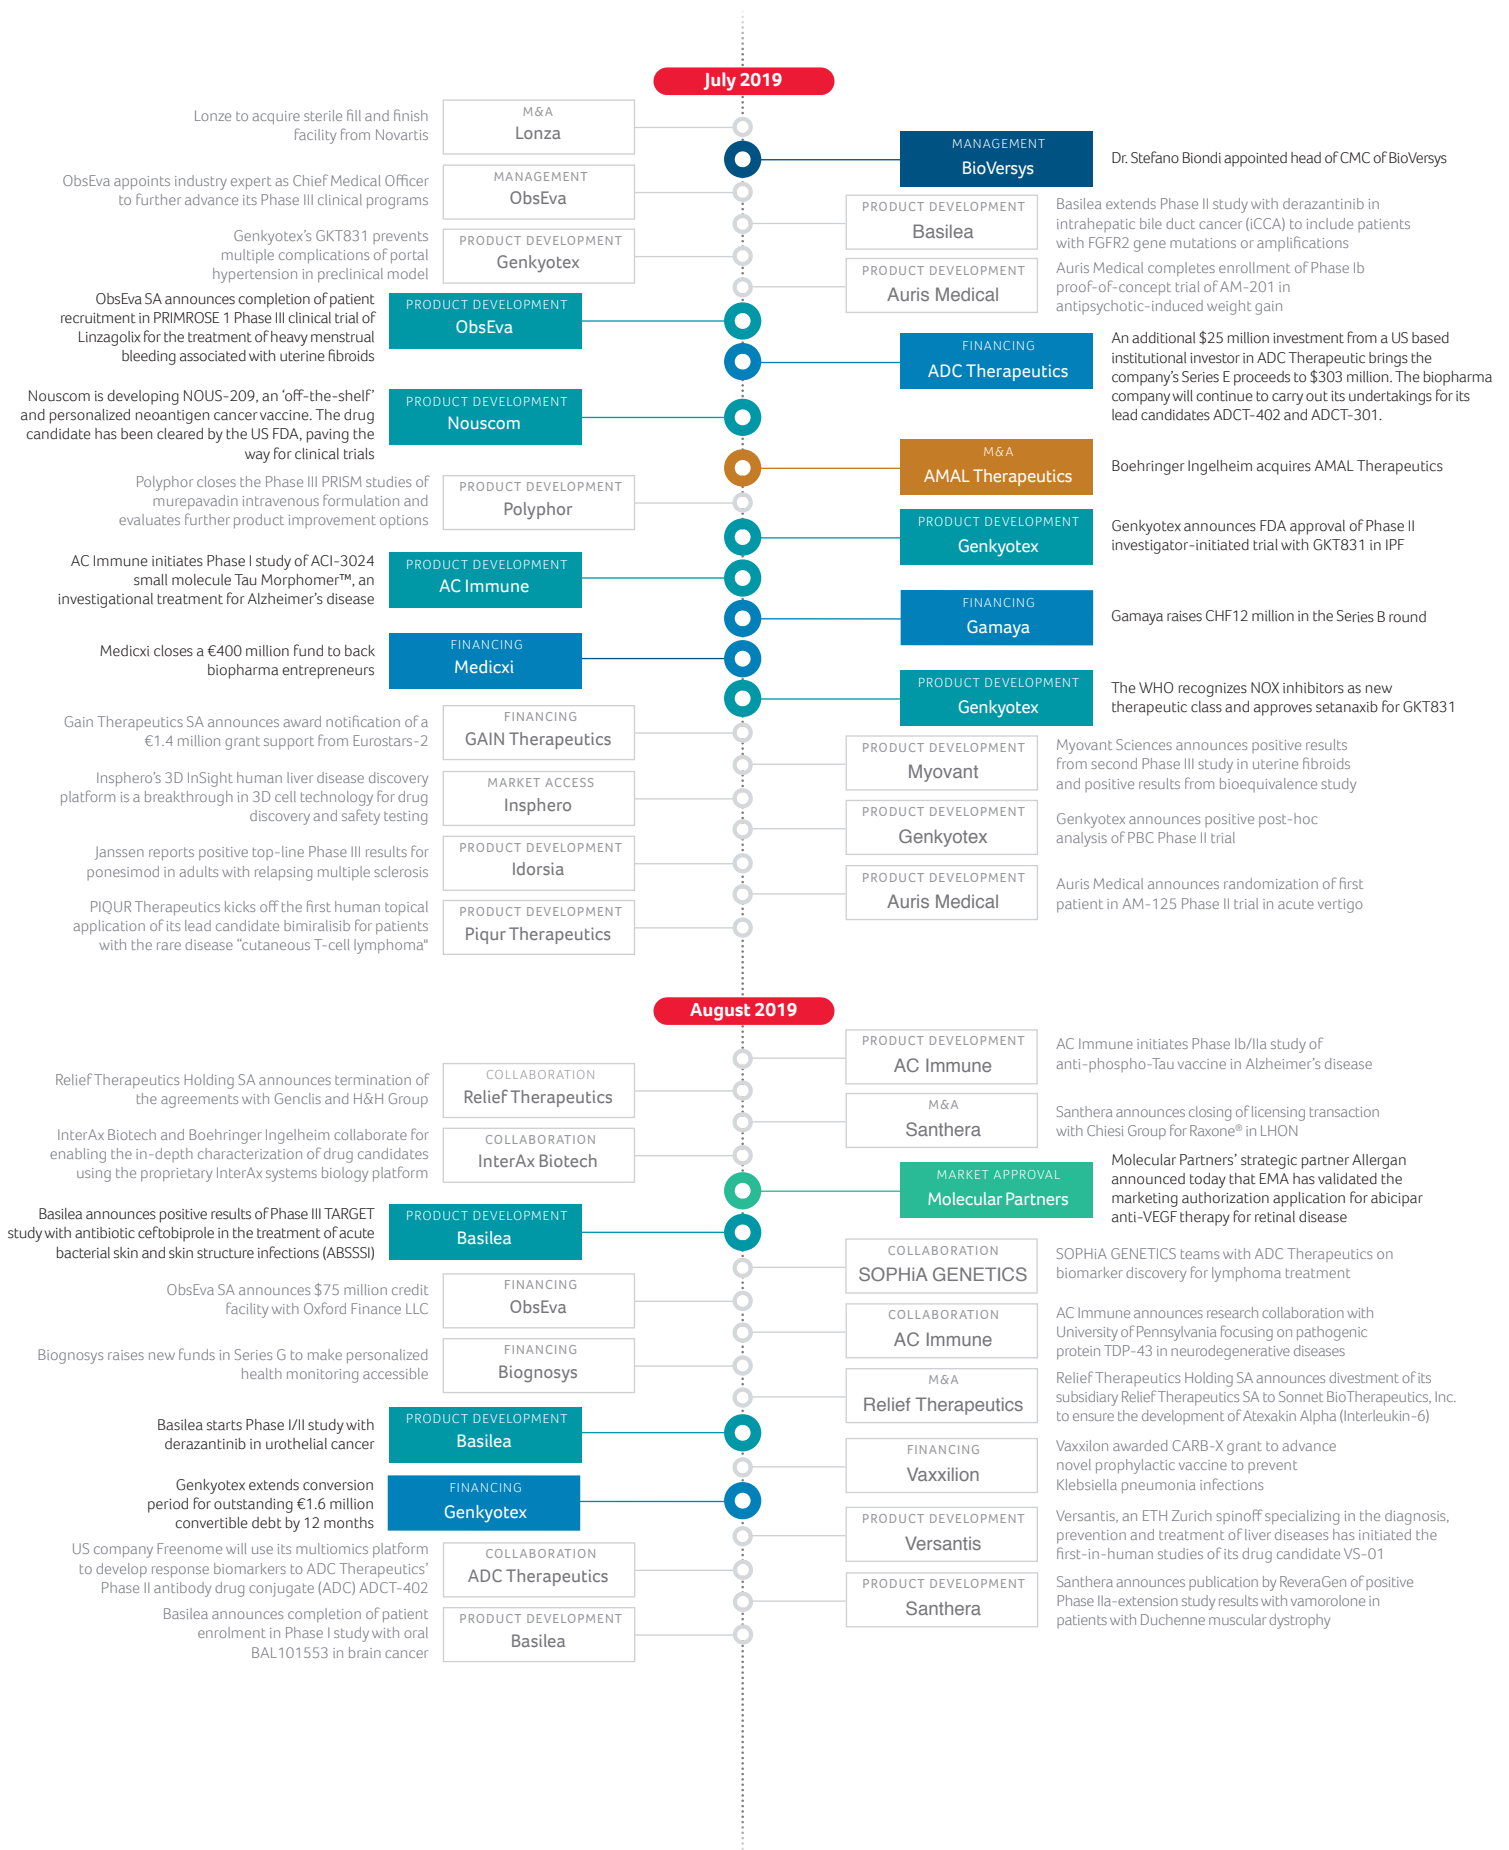 July 2019
Lonze to acquire sterile fill and finish
facility from Novartis
M&A
Lonza
MANAGEMENT
BioVersys
Dr. Stefano Biondi appointed head of CMC of BioVersys
ObsEva appoints industry expert as Chief Medical Officer
to further advance its Phase III clinical programs
MANAGEMENT
ObsEva
PRODUCT DEVELOPMENT
Basilea
Basilea extends Phase II study with derazantinib in
intrahepatic bile duct cancer (iCCA) to include patients
with FGFR2 gene mutations or amplifications
Genkyotex's GKT831 prevents
multiple complications of portal
hypertension in preclinical model
PRODUCT DEVELOPMENT
Genkyotex
PRODUCT DEVELOPMENT
Auris Medical
Auris Medical completes enrollment of Phase Ib
proof-of-concept trial of AM-201 in
antipsychotic-induced weight gain
ObsEva SA announces completion of patient
recruitment in PRIMROSE 1 Phase III clinical trial of
Linzagolix for the treatment of heavy menstrual
bleeding associated with uterine fibroids
PRODUCT DEVELOPMENT
ObsEva
FINANCING
ADC Therapeutics
An additional $25 million investment from a US based
institutional investor in ADC Therapeutic brings the
company's Series E proceeds to $303 million. The biopharma
company will continue to carry out its undertakings for its
lead candidates ADCT-402 and ADCT-301.
Nouscom is developing NOUS-209, an ‘off-the-shelf’
and personalized neoantigen cancer vaccine. The drug
candidate has been cleared by the US FDA, paving the
way for clinical trials
PRODUCT DEVELOPMENT
Nouscom
M&A
AMAL Therapeutics
Boehringer Ingelheim acquires AMAL Therapeutics
Polyphor closes the Phase III PRISM studies of
murepavadin intravenous formulation and
evaluates further product improvement options
PRODUCT DEVELOPMENT
Polyphor
PRODUCT DEVELOPMENT
Genkyotex
Genkyotex announces FDA approval of Phase II
investigator-initiated trial with GKT831 in IPF
AC Immune initiates Phase I study of ACI-3024
small molecule Tau Morphomer™, an
investigational treatment for Alzheimer's disease
PRODUCT DEVELOPMENT
AC Immune
FINANCING
Gamaya
Gamaya raises CHF12 million in the Series B round
Medicxi closes a €400 million fund to back
biopharma entrepreneurs
FINANCING
Medicxi
PRODUCT DEVELOPMENT
Genkyotex
The WHO recognizes NOX inhibitors as new
therapeutic class and approves setanaxib for GKT831
Gain Therapeutics SA announces award notification of a
€1.4 million grant support from Eurostars-2
FINANCING
GAIN Therapeutics
PRODUCT DEVELOPMENT
Myovant
Myovant Sciences announces positive results
from second Phase III study in uterine fibroids
and positive results from bioequivalence study
Insphero's 3D InSight human liver disease discovery
platform is a breakthrough in 3D cell technology for drug
discovery and safety testing
MARKET ACCESS
Insphero
PRODUCT DEVELOPMENT
Genkyotex
Genkyotex announces positive post-hoc
analysis of PBC Phase II trial
Janssen reports positive top-line Phase III results for
ponesimod in adults with relapsing multiple sclerosis
PRODUCT DEVELOPMENT
Idorsia
PRODUCT DEVELOPMENT
Auris Medical
Auris Medical announces randomization of first
patient in AM-125 Phase II trial in acute vertigo
PIQUR Therapeutics kicks off the first human topical
application of its lead candidate bimiralisib for patients
with the rare disease “cutaneous T-cell lymphoma"
PRODUCT DEVELOPMENT
Piqur Therapeutics
August 2019
PRODUCT DEVELOPMENT
AC Immune
AC Immune initiates Phase Ib/IIa study of
anti-phospho-Tau vaccine in Alzheimer's disease
Relief Therapeutics Holding SA announces termination of
the agreements with Genclis and H&H Group
COLLABORATION
Relief Therapeutics
M&A
Santhera
Santhera announces closing of licensing transaction
with Chiesi Group for Raxone® in LHON
InterAx Biotech and Boehringer Ingelheim collaborate for
enabling the in-depth characterization of drug candidates
using the proprietary InterAx systems biology platform
COLLABORATION
InterAx Biotech
MARKET APPROVAL
Molecular Partners
Molecular Partners' strategic partner Allergan
announced today that EMA has validated the
marketing authorization application for abicipar
anti-VEGF therapy for retinal disease
Basilea announces positive results of Phase III TARGET
study with antibiotic ceftobiprole in the treatment of acute
bacterial skin and skin structure infections (ABSSSI)
PRODUCT DEVELOPMENT
Basilea
COLLABORATION
SOPHiA GENETICS
SOPHiA GENETICS teams with ADC Therapeutics on
biomarker discovery for lymphoma treatment
ObsEva SA announces $75 million credit
facility with Oxford Finance LLC
FINANCING
ObsEva
COLLABORATION
AC Immune
AC Immune announces research collaboration with
University of Pennsylvania focusing on pathogenic
protein TDP-43 in neurodegenerative diseases
Biognosys raises new funds in Series G to make personalized
health monitoring accessible
FINANCING
Biognosys
M&A
Relief Therapeutics
Relief Therapeutics Holding SA announces divestment of its
subsidiary Relief Therapeutics SA to Sonnet BioTherapeutics, Inc.
to ensure the development of Atexakin Alpha (Interleukin-6)
Basilea starts Phase I/II study with
derazantinib in urothelial cancer
PRODUCT DEVELOPMENT
Basilea
FINANCING
Vaxxilion
Vaxxilon awarded CARB-X grant to advance
novel prophylactic vaccine to prevent
Klebsiella pneumonia infections
Genkyotex extends conversion
period for outstanding €1.6 million
convertible debt by 12 months
FINANCING
Genkyotex
PRODUCT DEVELOPMENT
Versantis
Versantis, an ETH Zurich spinoff specializing in the diagnosis,
prevention and treatment of liver diseases has initiated the
first-in-human studies of its drug candidate VS-01
US company Freenome will use its multiomics platform
to develop response biomarkers to ADC Therapeutics'
Phase II antibody drug conjugate (ADC) ADCT-402
COLLABORATION
ADC Therapeutics
PRODUCT DEVELOPMENT
Santhera
Santhera announces publication by ReveraGen of positive
Phase IIa-extension study results with vamorolone in
patients with Duchenne muscular dystrophy
Basilea announces completion of patient
enrolment in Phase I study with oral
BAL101553 in brain cancer
PRODUCT DEVELOPMENT
Basilea